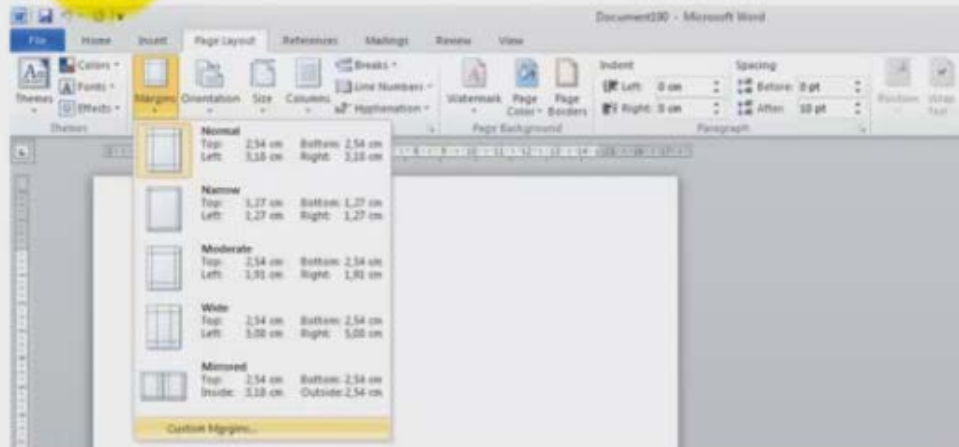 Document190 - Microsoft Word
File Home Insert Page Layout References Mailings Review View
Colors
Fonts
Effects
Themes
Margins Orientation Size Columns
Breaks
Line Numbers
Hyphenation
Watermark Page Color Page Borders
Indent
Left: 0 cm
Right: 0 cm
Spacing
Before: 0 pt
After: 10 pt
Position Wrap Text
Themes Page Background Paragraph
Normal
Top: 2,54 cm Bottom: 2,54 cm
Left: 3,18 cm Right: 3,18 cm
Narrow
Top: 1,27 cm Bottom: 1,27 cm
Left: 1,27 cm Right: 1,27 cm
Moderate
Top: 2,54 cm Bottom: 2,54 cm
Left: 1,91 cm Right: 1,91 cm
Wide
Top: 2,54 cm Bottom: 2,54 cm
Left: 5,08 cm Right: 5,08 cm
Mirrored
Top: 2,54 cm Bottom: 2,54 cm
Inside: 3,18 cm Outside: 2,54 cm
Custom Margins...